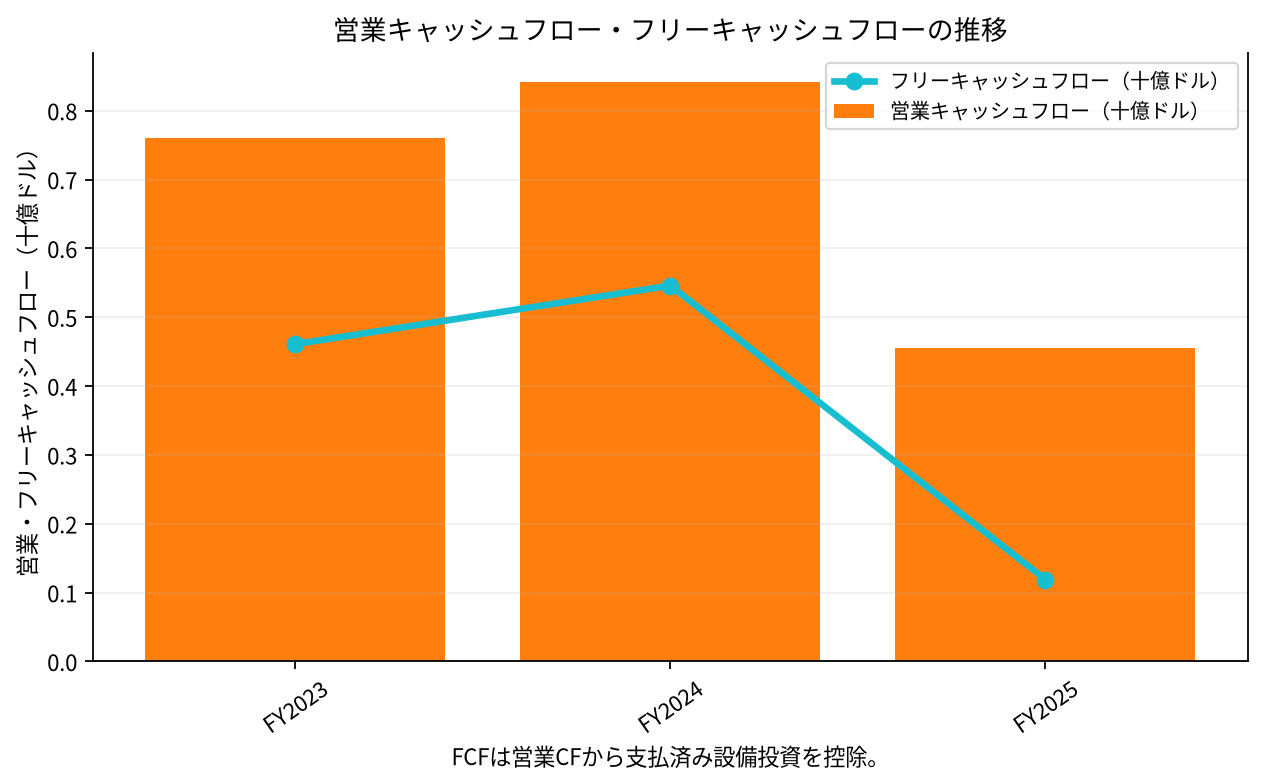 営業キャッシュフロー・フリーキャッシュフローの推移
フリーキャッシュフロー（十億ドル）
営業キャッシュフロー（十億ドル）
営業・フリーキャッシュフロー（十億ドル）
0.8
0.7
0.6
0.5
0.4
0.3
0.2
0.1
0.0
FY2023
FY2024
FY2025
FCFは営業CFから支払済み設備投資を控除。